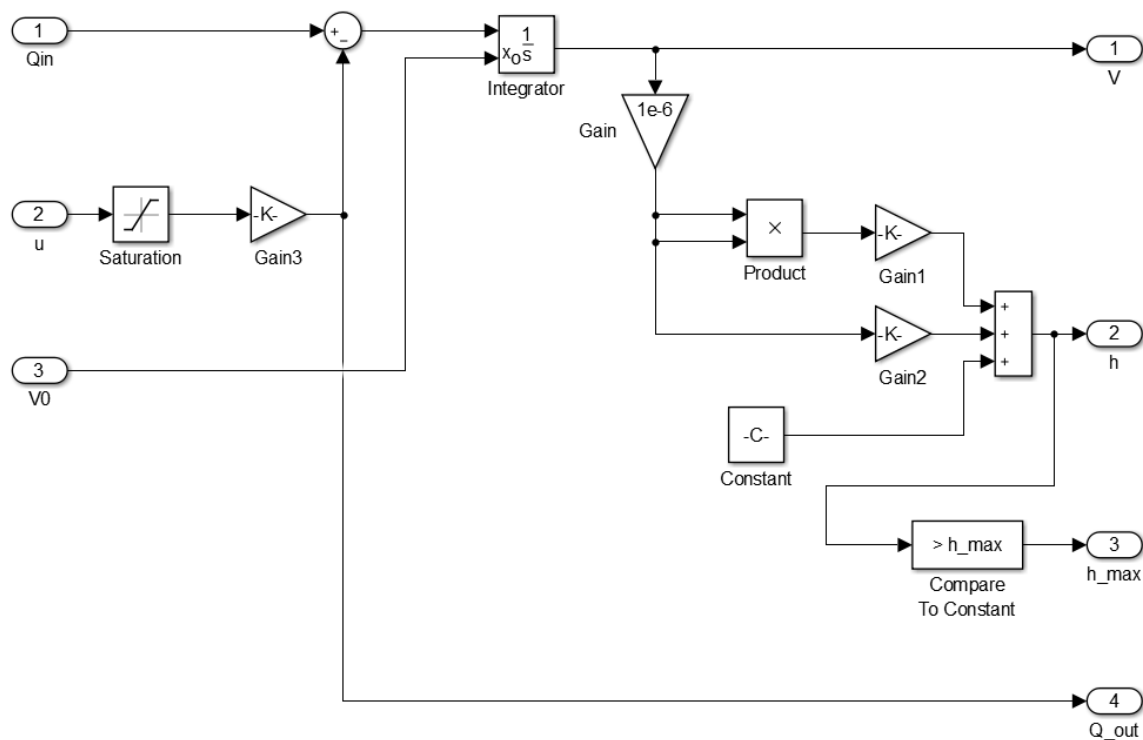 1
Qin
+
-
1
x₀ s
Integrator
1
V
1e-6
Gain
2
u
Saturation
-K-
Gain3
×
Product
-K-
Gain1
+
+
+
2
h
3
V0
-K-
Gain2
-C-
Constant
> h_max
Compare
To Constant
3
h_max
4
Q_out